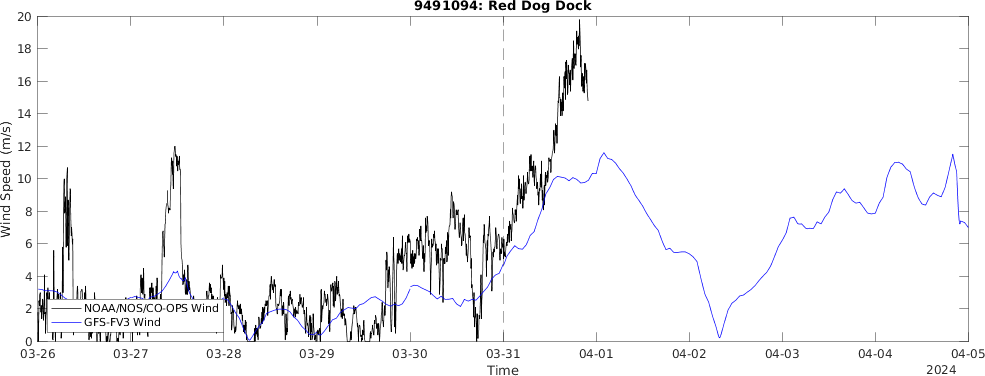 9491094: Red Dog Dock
Wind Speed (m/s)
20
18
16
14
12
10
8
6
4
2
0
NOAA/NOS/CO-OPS Wind
GFS-FV3 Wind
03-26 03-27 03-28 03-29 03-30 03-31 04-01 04-02 04-03 04-04 04-05
Time
2024